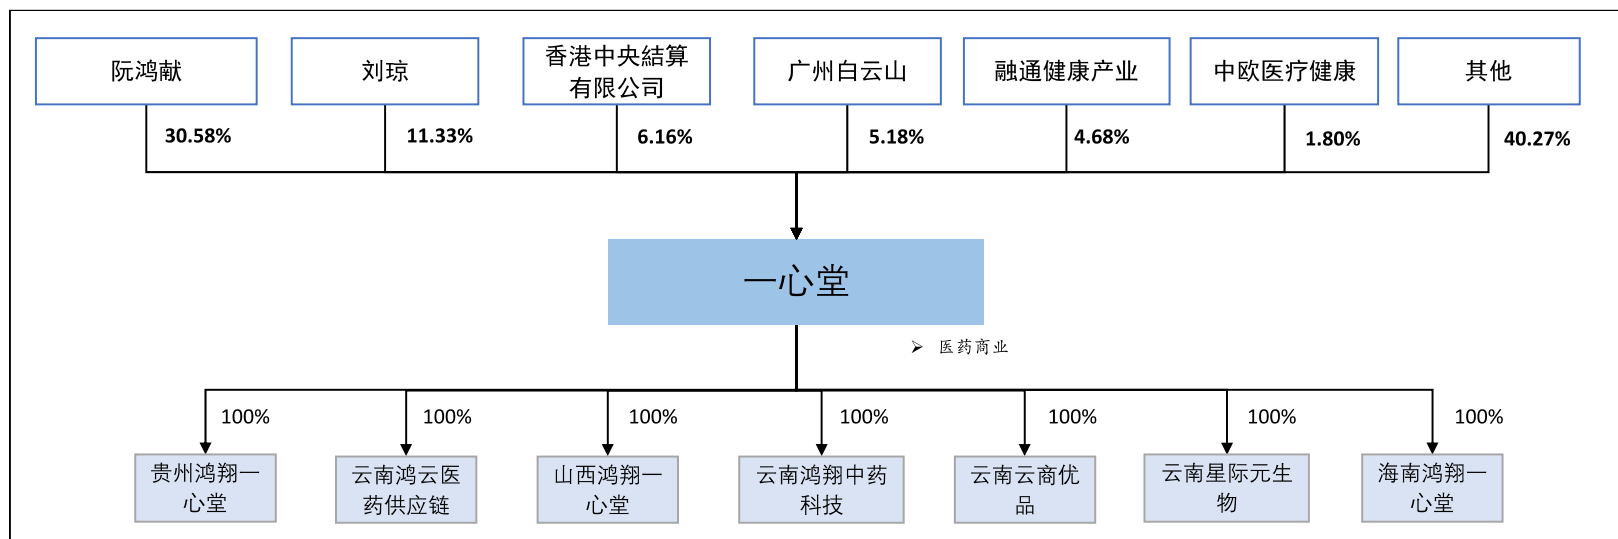 阮鸿献
刘琼
香港中央結算
有限公司
广州白云山
融通健康产业
中欧医疗健康
其他
30.58%
11.33%
6.16%
5.18%
4.68%
1.80%
40.27%
一心堂
➢ 医药商业
100%
100%
100%
100%
100%
100%
100%
贵州鸿翔一
心堂
云南鸿云医
药供应链
山西鸿翔一
心堂
云南鸿翔中药
科技
云南云商优
品
云南星际元生
物
海南鸿翔一
心堂